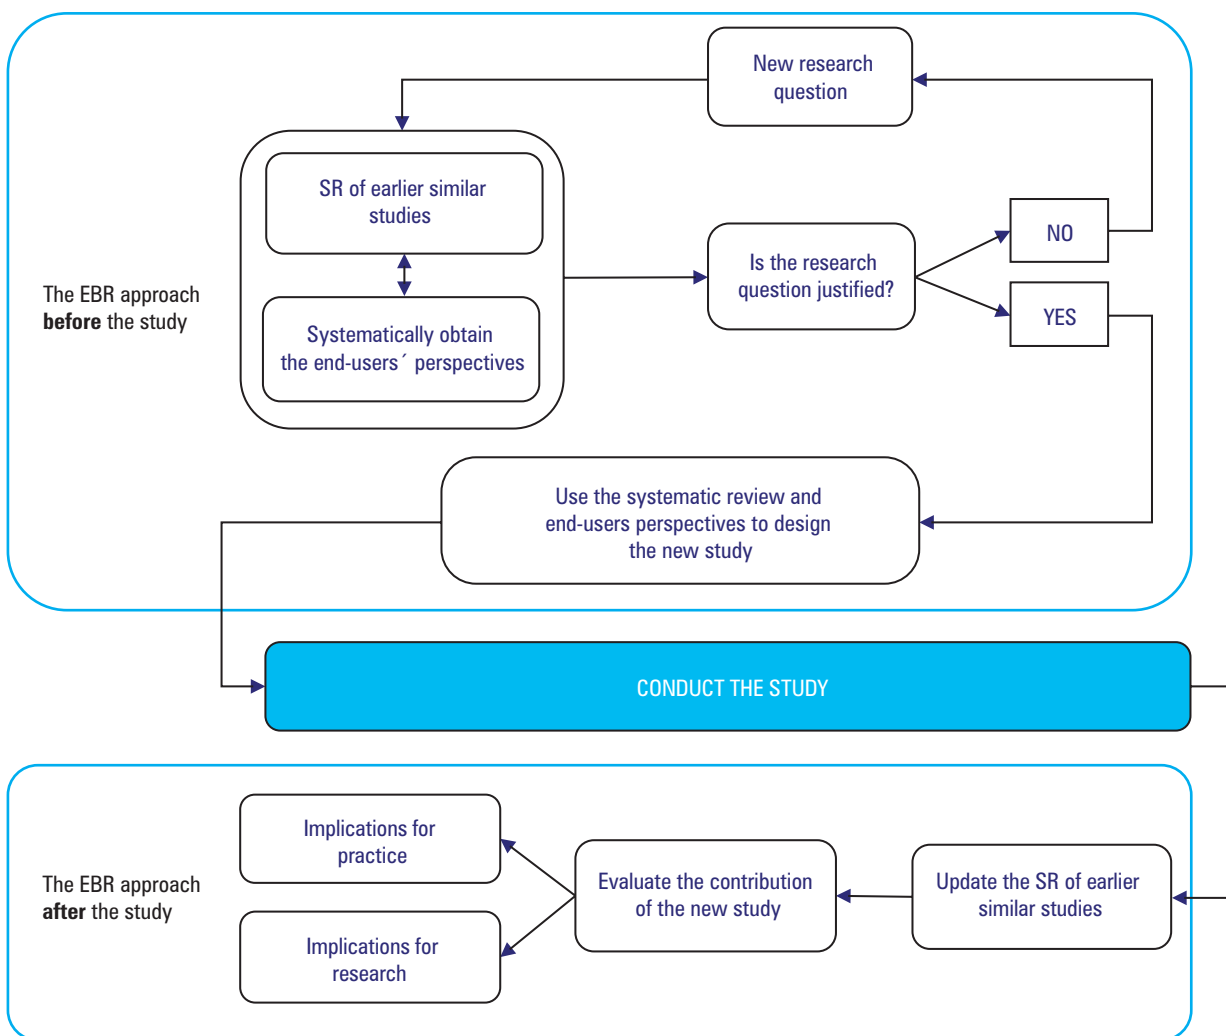 New research
question
SR of earlier similar
studies
NO
Is the research
question justified?
The EBR approach
before the study
YES
Systematically obtain
the end-users´ perspectives
Use the systematic review and
end-users perspectives to design
the new study
CONDUCT THE STUDY
The EBR approach
after the study
Implications for
practice
Implications for
research
Evaluate the contribution
of the new study
Update the SR of earlier
similar studies